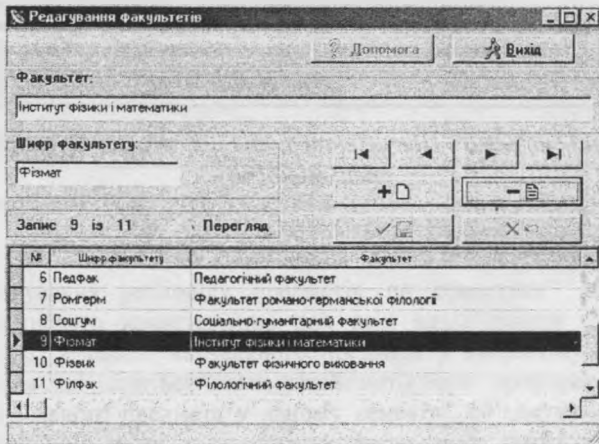 Редагування факультетів
Допомога
Вихід
Факультет:
Інститут фізики і математики
Шифр факультету:
Фізмат
Запис 9 із 11 Перегляд
№ Шифр факультету Факультет
6 Педфак Педагогічний факультет
7 Ромгерм Факультет романо-германської філології
8 Соцгум Соціально-гуманітарний факультет
9 Фізмат Інститут фізики і математики
10 Фізвих Факультет фізичного виховання
11 Філфак Філологічний факультет